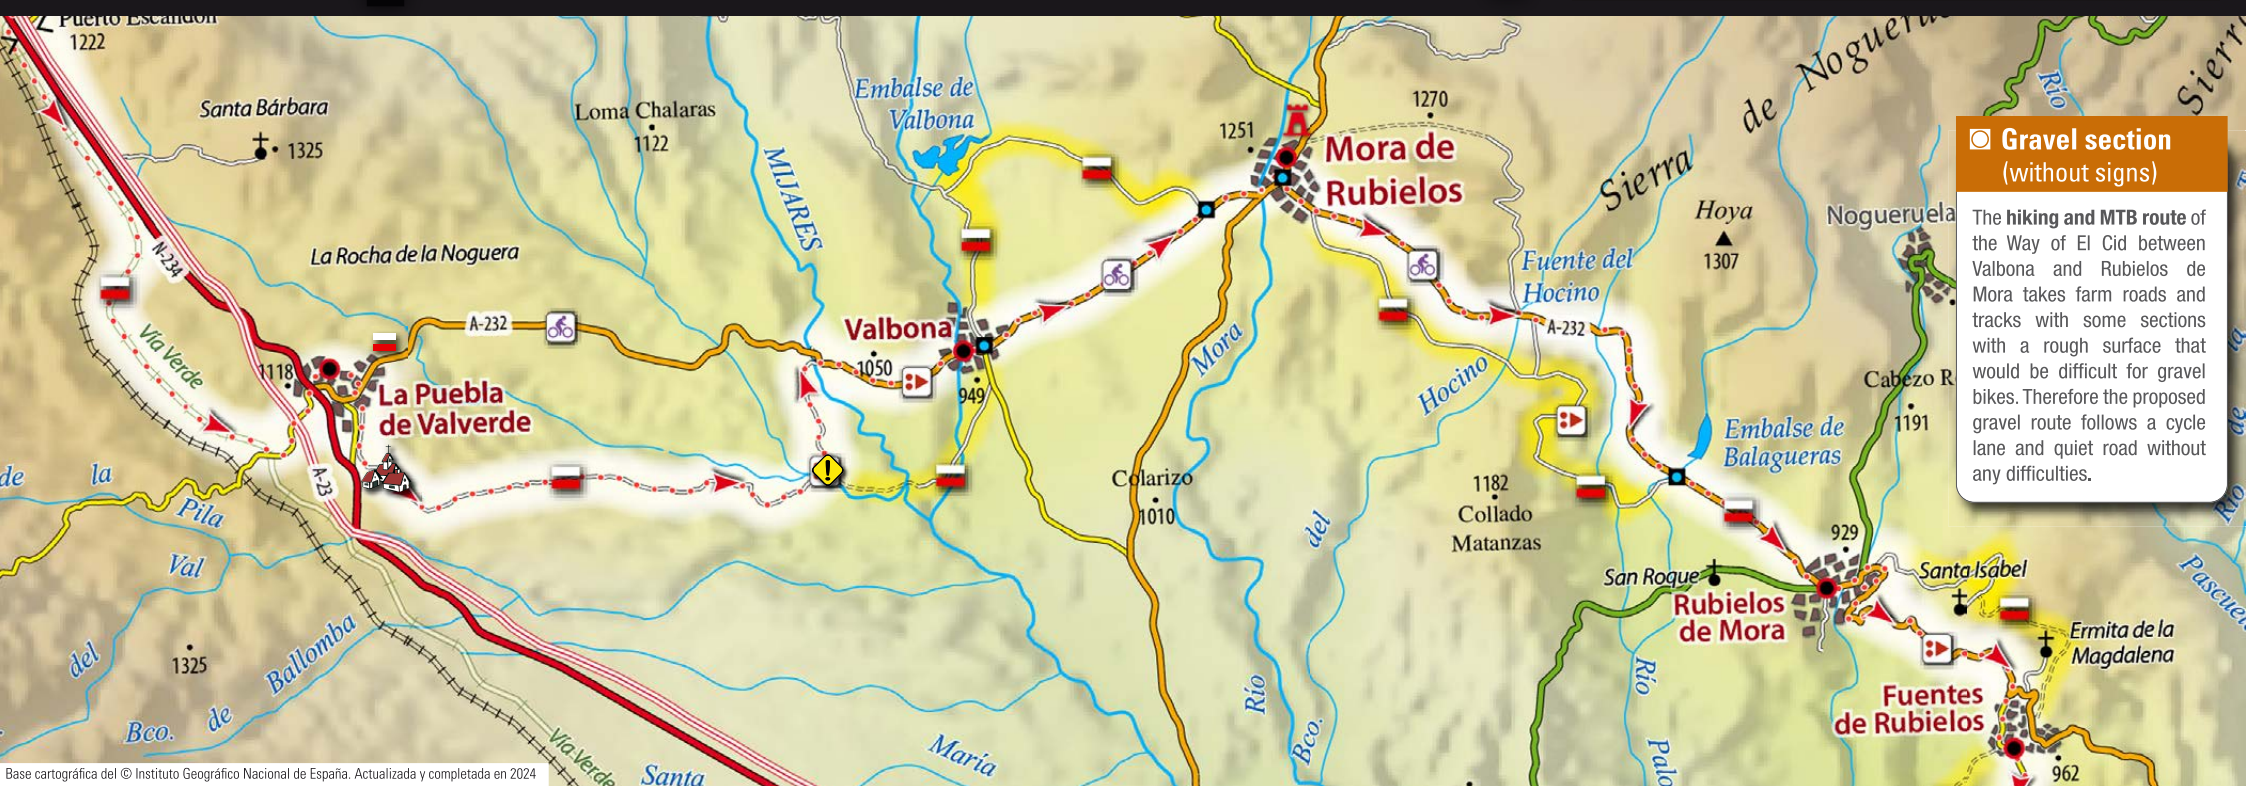 Puerto Escandón
1222
Santa Bárbara
1325
Loma Chalaras
1122
Embalse de
Valbona
MIJARES
1251
1270
Mora de
Rubielos
Sierra
de
Hoya
1307
Río
Sierra
Nogueruela
N-234
La Rocha de la Noguera
Vía Verde
A-232
1118
La Puebla
de Valverde
Valbona
1050
949
Mora
Fuente del
Hocino
A-232
Hocino
Cabezo
1191
Embalse de
Balagueras
A-23
de
la
Pila
Val
del
Bco.
de
Ballomba
1325
Colarizo
1010
del
Bco.
Río
1182
Collado
Matanzas
929
San Roque
Rubielos
de Mora
Santa Isabel
Ermita de la
Magdalena
Fuentes
de Rubielos
962
Río
María
Santa
Vía Verde
Gravel section
(without signs)
The hiking and MTB route of
the Way of El Cid between
Valbona and Rubielos de
Mora takes farm roads and
tracks with some sections
with a rough surface that
would be difficult for gravel
bikes. Therefore the proposed
gravel route follows a cycle
lane and quiet road without
any difficulties.
Base cartográfica del © Instituto Geográfico Nacional de España. Actualizada y completada en 2024